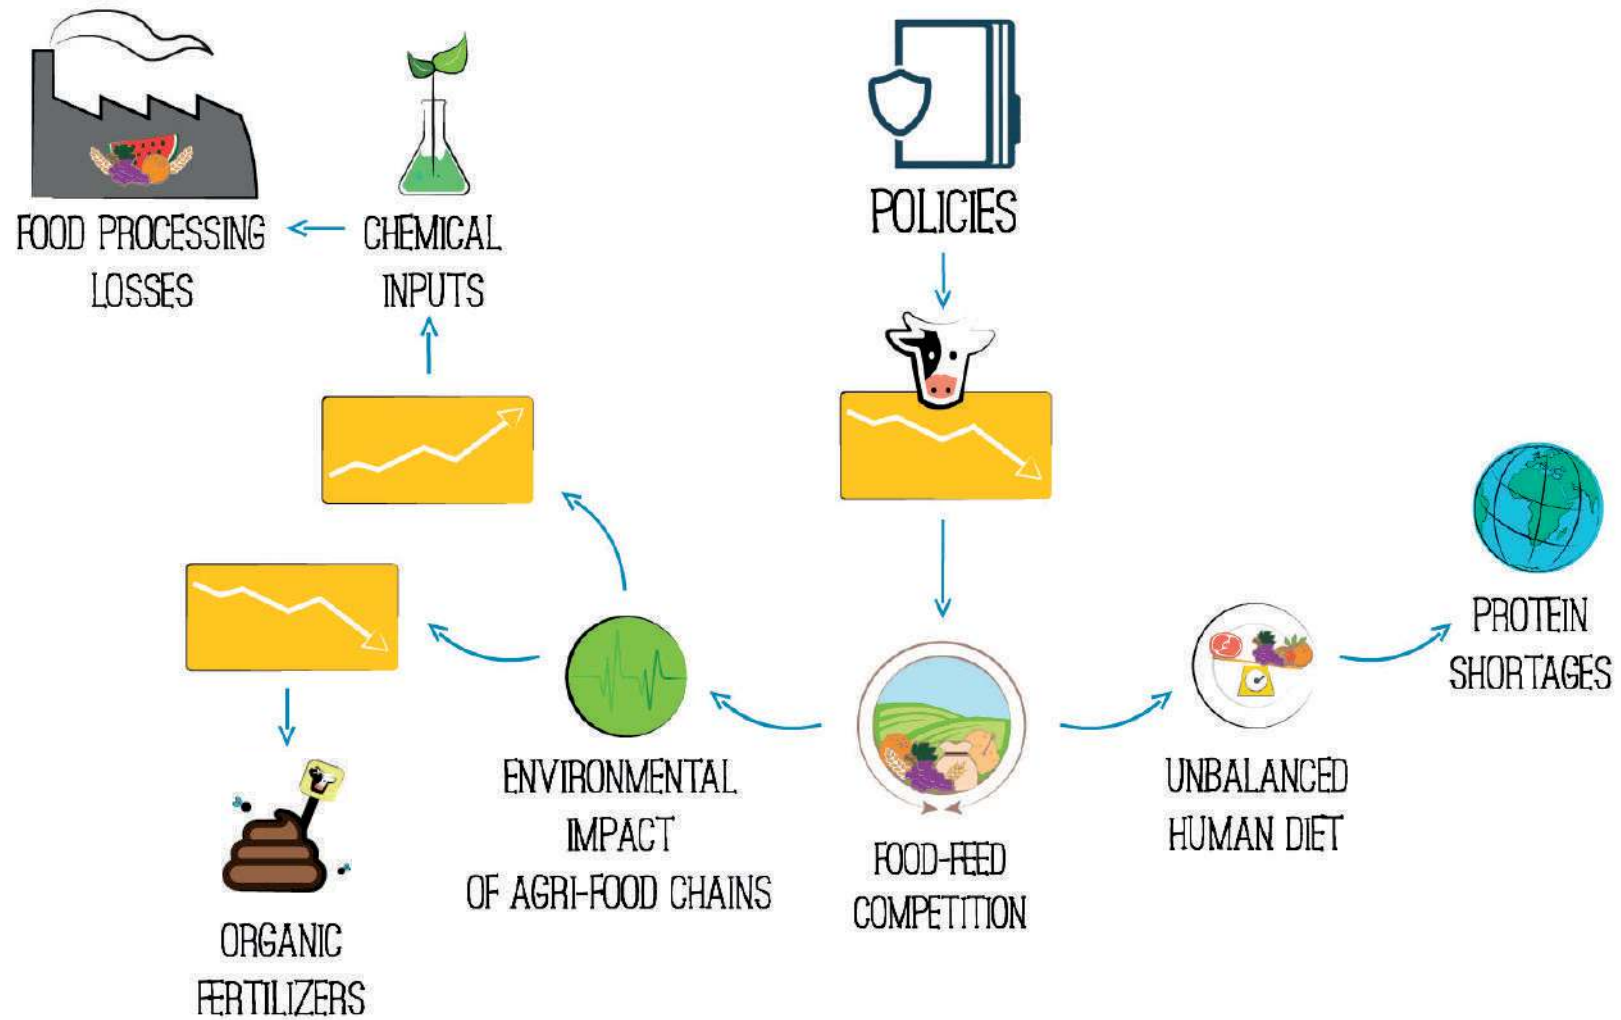 FOOD PROCESSING
LOSSES
CHEMICAL
INPUTS
POLICIES
PROTEIN
SHORTAGES
ENVIRONMENTAL
IMPACT
OF AGRI-FOOD CHAINS
FOOD-FEED
COMPETITION
UNBALANCED
HUMAN DIET
ORGANIC
FERTILIZERS